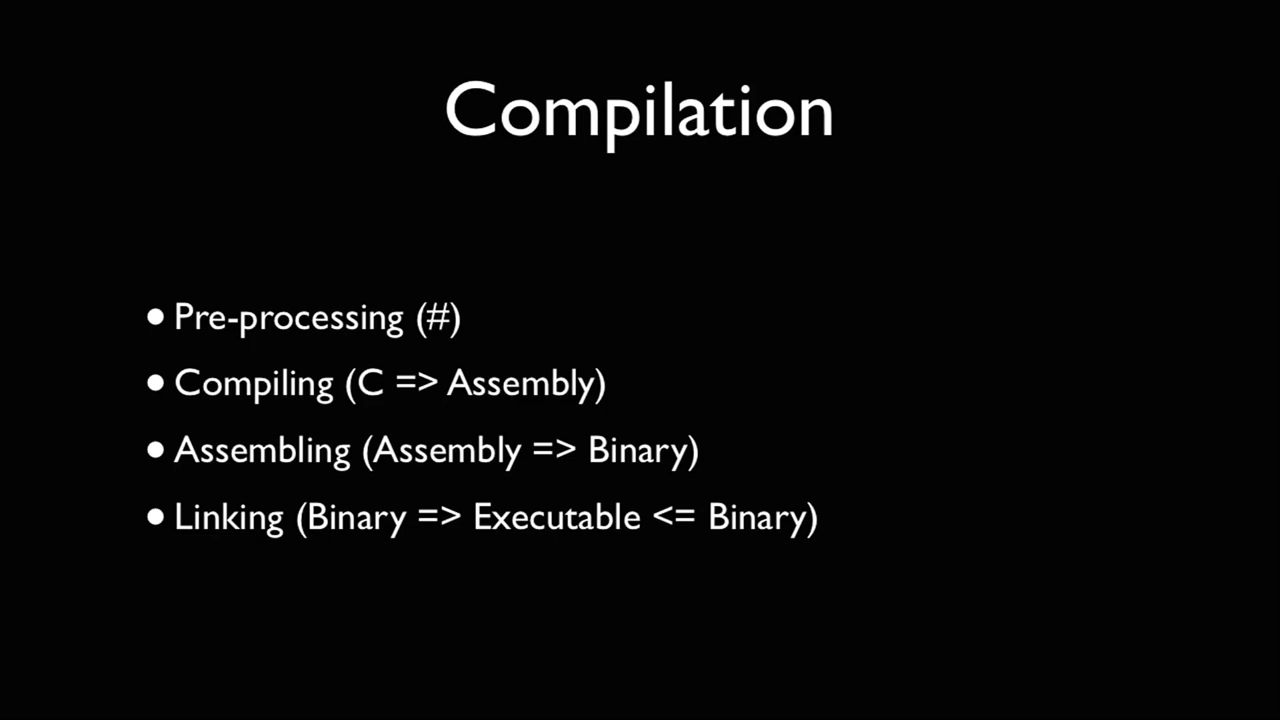 Compilation
• Pre-processing (#)
• Compiling (C => Assembly)
• Assembling (Assembly => Binary)
• Linking (Binary => Executable <= Binary)